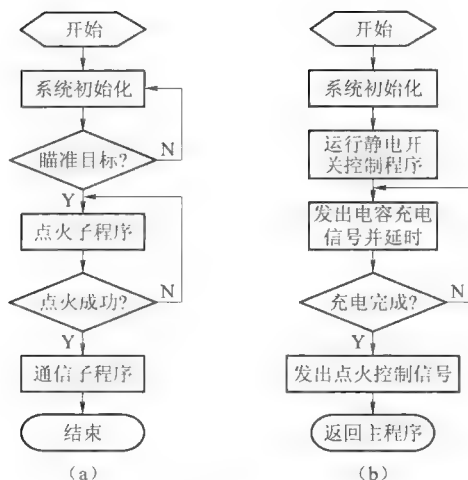 开始
系统初始化
瞄准目标?
N
Y
点火子程序
点火成功?
N
Y
通信子程序
结束
(a)
开始
系统初始化
运行静电开
关控制程序
发出电容充电
信号并延时
充电完成?
N
Y
发出点火控制信号
返回主程序
(b)